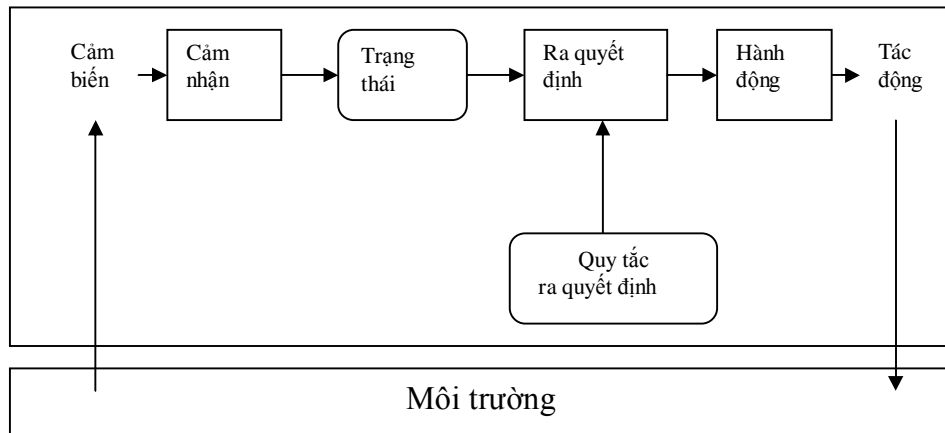 Cảm
biến
Cảm
nhận
Trạng
thái
Ra quyết
định
Hành
động
Tác
động
Quy tắc
ra quyết định
Môi trường